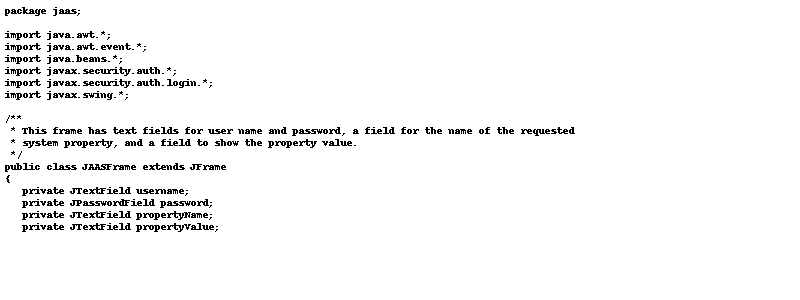 package jaas;

import java.awt.*;
import java.awt.event.*;
import java.beans.*;
import javax.security.auth.*;
import javax.security.auth.login.*;
import javax.swing.*;

/**
 * This frame has text fields for user name and password, a field for the name of the requested
 * system property, and a field to show the property value.
 */
public class JAASFrame extends JFrame
{
   private JTextField username;
   private JPasswordField password;
   private JTextField propertyName;
   private JTextField propertyValue;